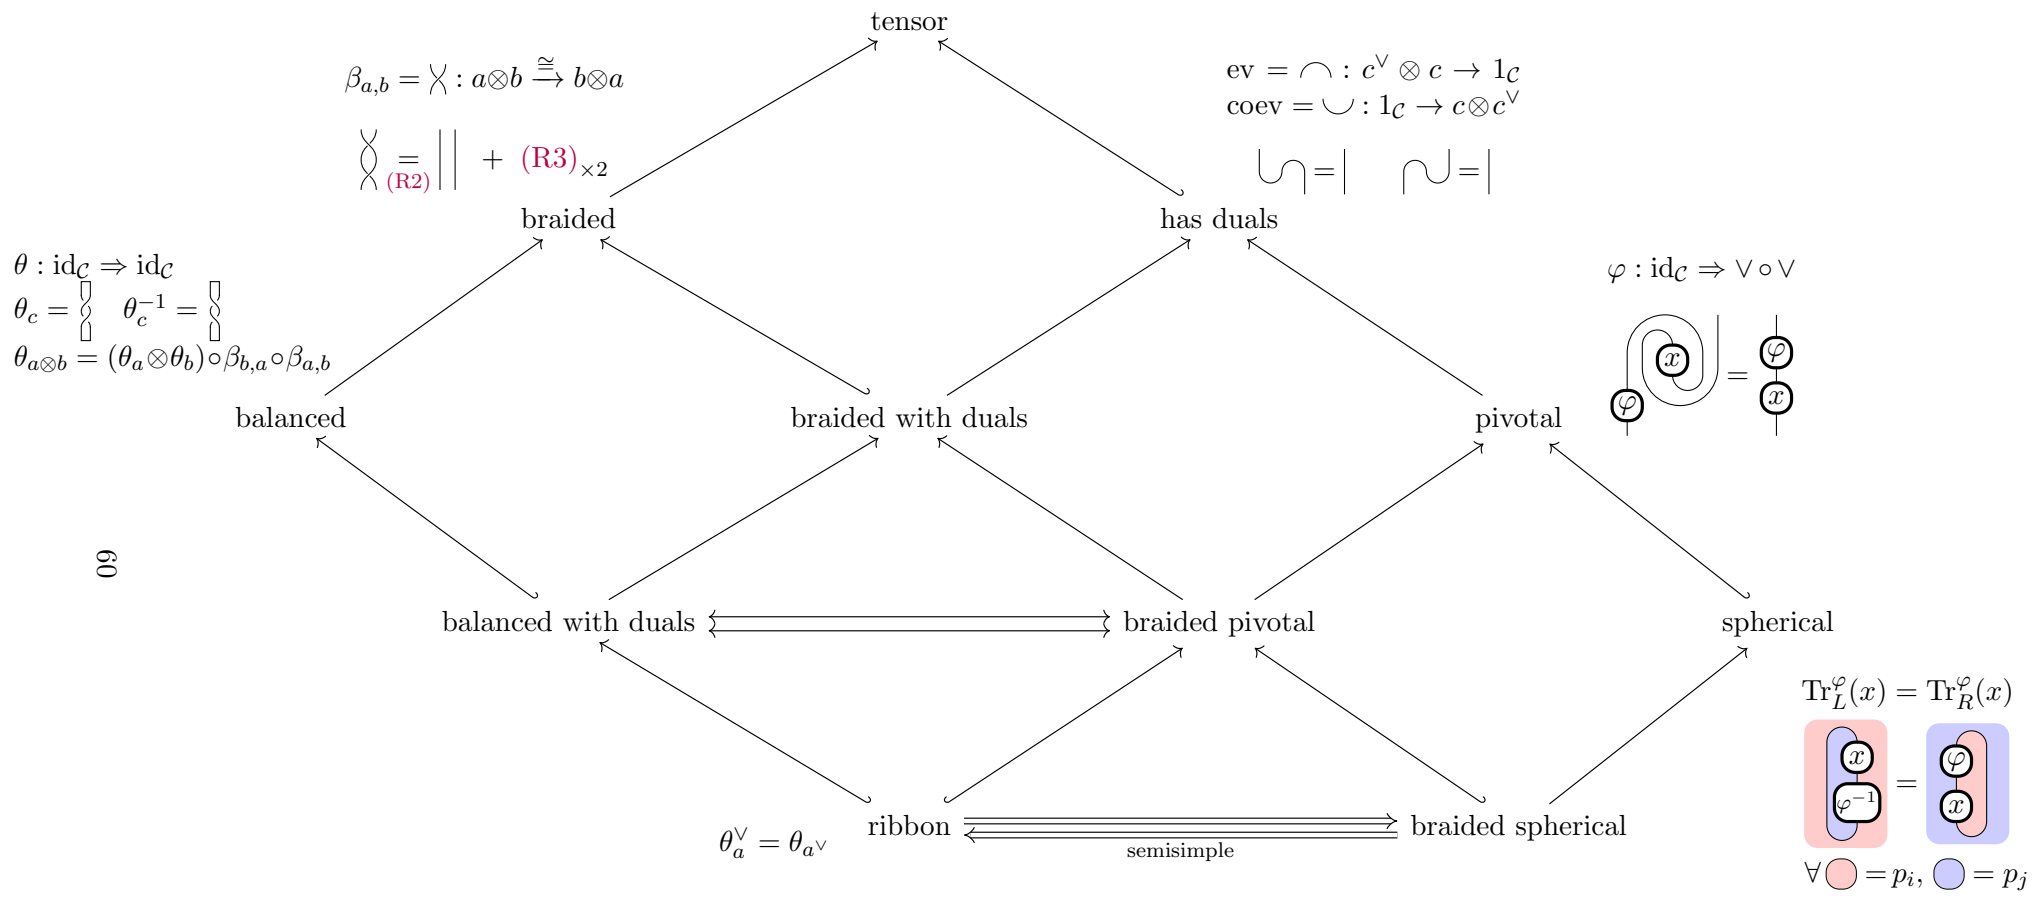 tensor
β_{a,b} = : a⊗b ≅→ b⊗a
ev = : c^∨ ⊗ c → 1_𝒞
coev = : 1_𝒞 → c⊗c^∨
= (R2) + (R3)_{×2}
= =
braided
has duals
θ : id_𝒞 ⇒ id_𝒞
θ_c = θ_c^{-1} =
θ_{a⊗b} = (θ_a⊗θ_b)∘β_{b,a}∘β_{a,b}
φ : id_𝒞 ⇒ ∨ ∘ ∨
x φ = φ x
balanced
braided with duals
pivotal
60
balanced with duals
braided pivotal
spherical
Tr_L^φ(x) = Tr_R^φ(x)
x φ^{-1} = φ x
∀ = p_i, = p_j
θ_a^∨ = θ_{a^∨}
ribbon
semisimple
braided spherical